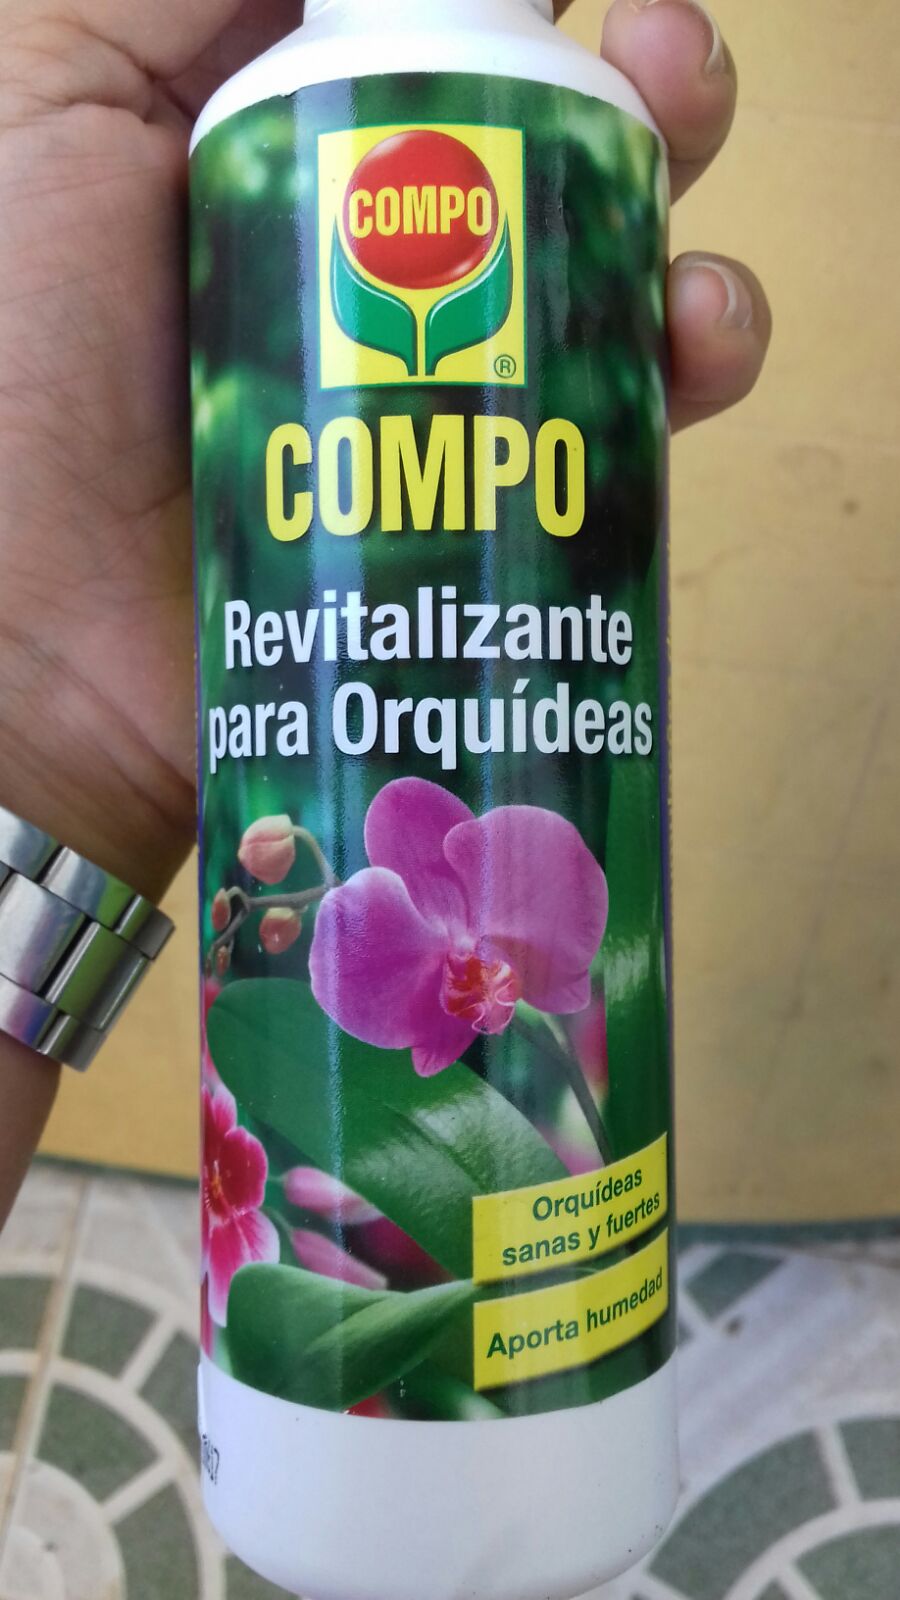 COMPO
®
COMPO
Revitalizante
para Orquídeas
Orquídeas
sanas y fuertes
Aporta humedad